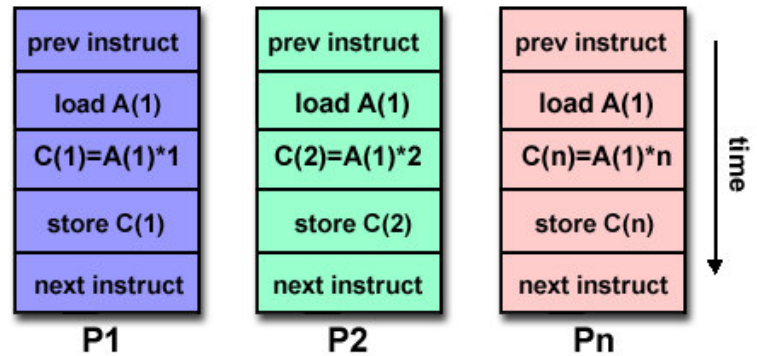 prev instruct
load A(1)
C(1)=A(1)*1
store C(1)
next instruct
P1
prev instruct
load A(1)
C(2)=A(1)*2
store C(2)
next instruct
P2
prev instruct
load A(1)
C(n)=A(1)*n
store C(n)
next instruct
Pn
time